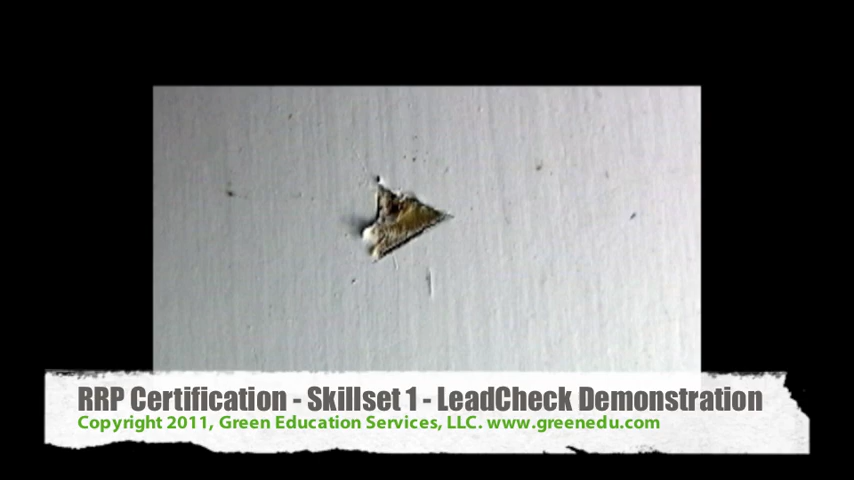 RRP Certification - Skillset 1 - LeadCheck Demonstration
Copyright 2011, Green Education Services, LLC. www.greenedu.com